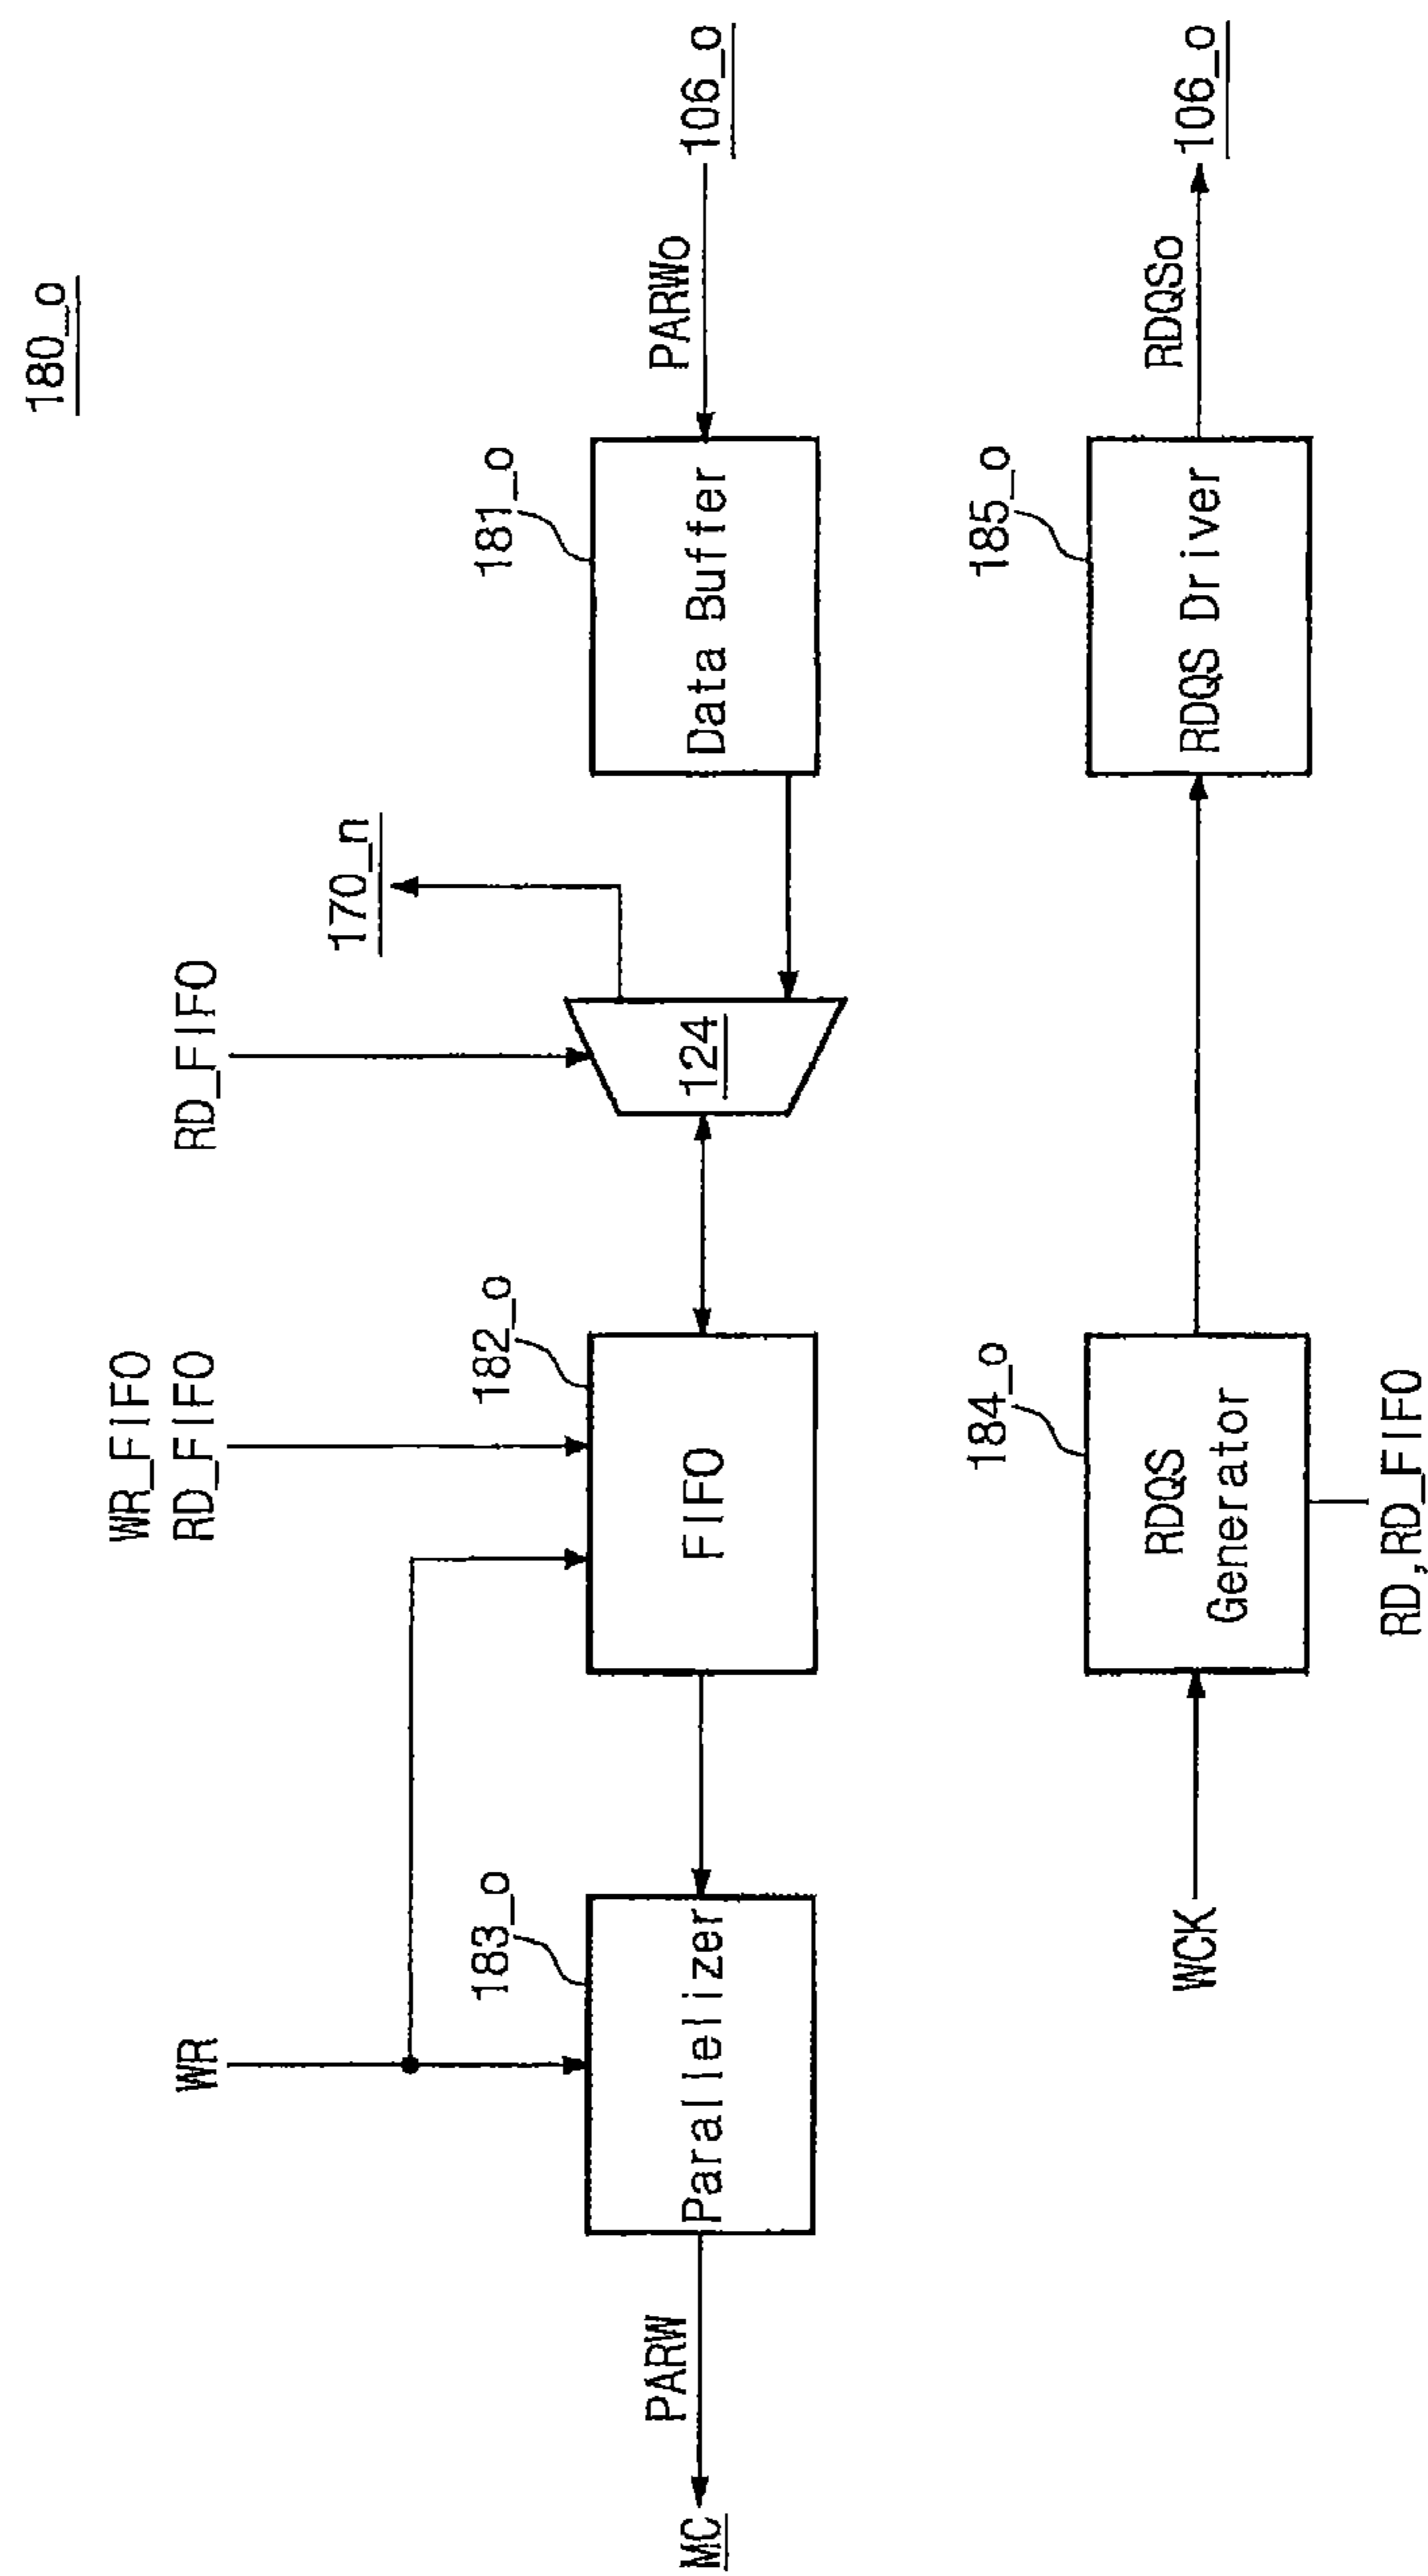 180_o
WR
WR_FIFO
RD_FIFO
RD_FIFO
170_n
183_o
182_o
181_o
MC
PARW
Parallelizer
FIFO
124
Data Buffer
PARWo
106_o
184_o
185_o
WCK
RDQS
Generator
RDQS Driver
RDQSo
106_o
RD,RD_FIFO